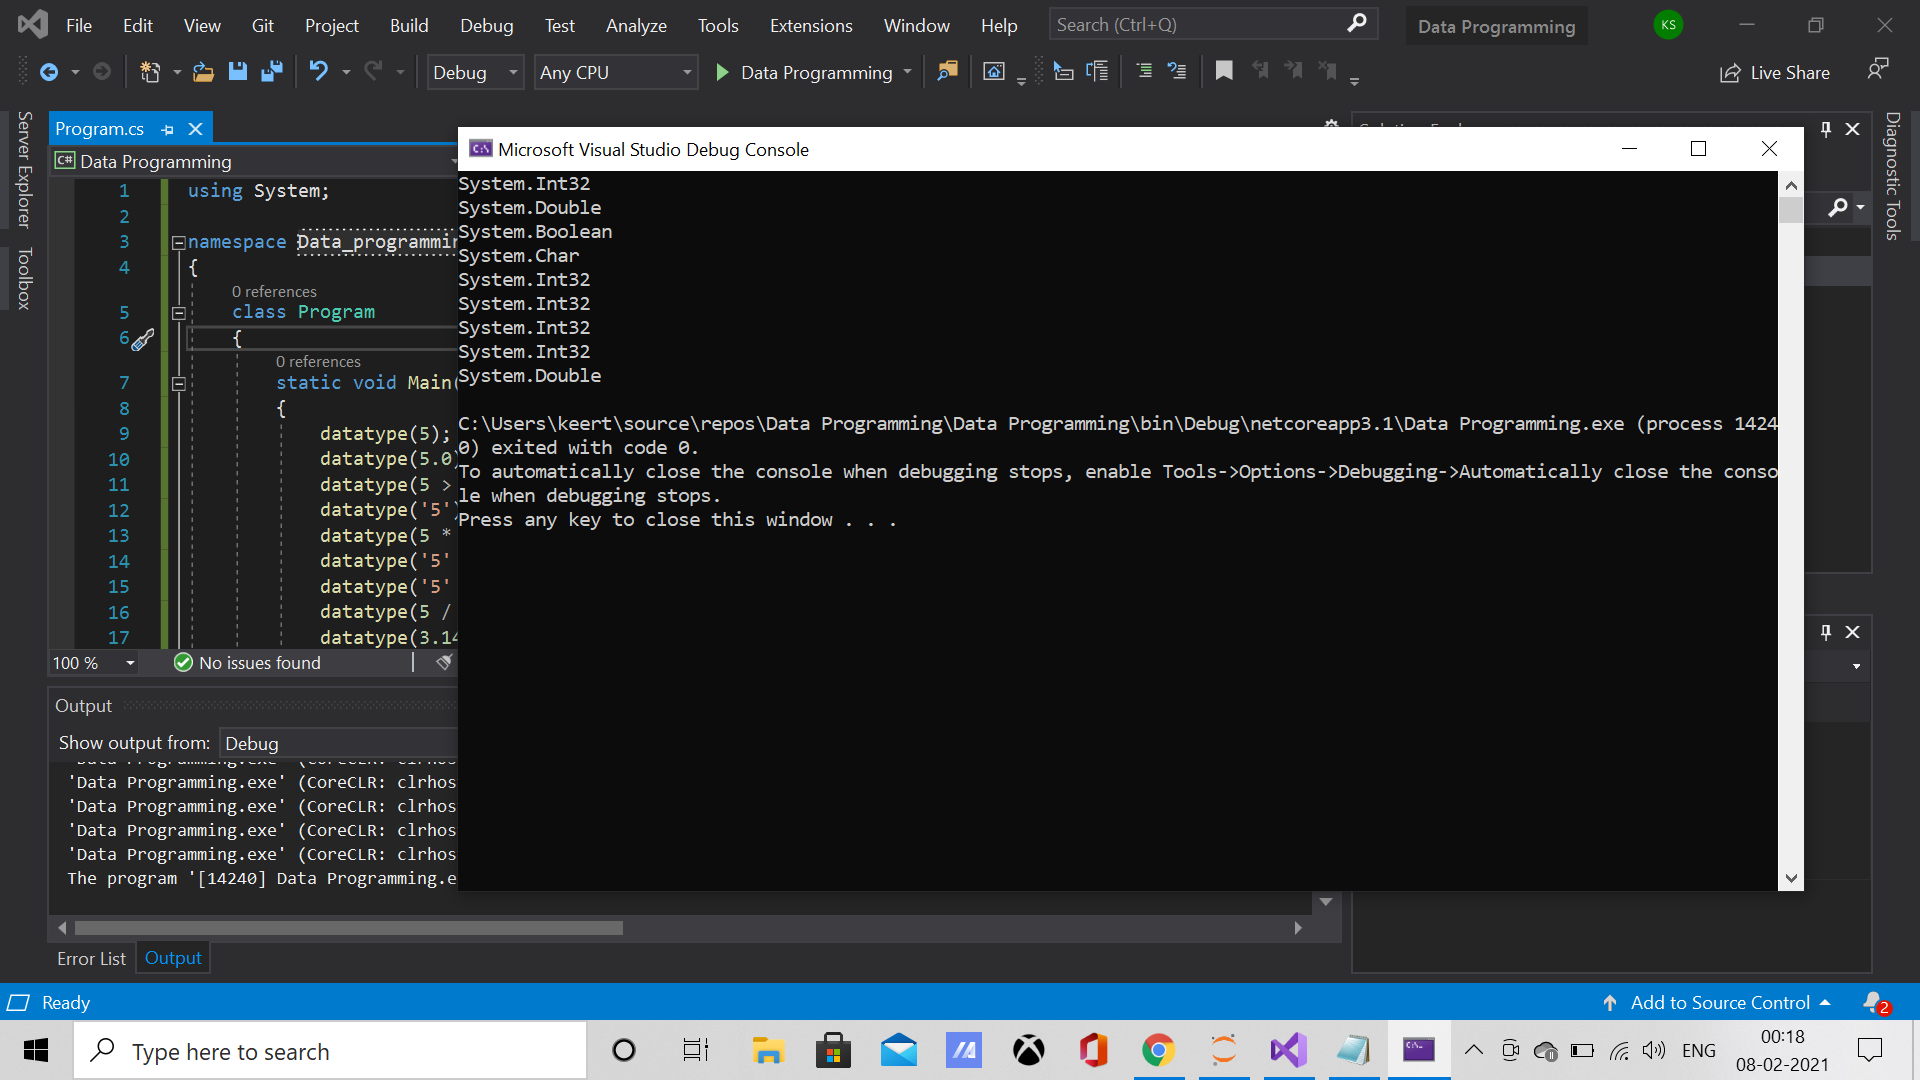 File Edit View Git Project Build Debug Test Analyze Tools Extensions Window Help Search (Ctrl+Q) Data Programming KS
Debug Any CPU Data Programming Live Share
Server Explorer
Toolbox
Diagnostic Tools
Program.cs
C# Data Programming
1 using System;
2
3 namespace Data_programmin
4 {
0 references
5 class Program
6 {
0 references
7 static void Main(
8 {
9 datatype(5);
10 datatype(5.0)
11 datatype(5 >
12 datatype('5')
13 datatype(5 *
14 datatype('5'
15 datatype('5'
16 datatype(5 /
17 datatype(3.14
100 % No issues found
Microsoft Visual Studio Debug Console
System.Int32
System.Double
System.Boolean
System.Char
System.Int32
System.Int32
System.Int32
System.Int32
System.Double
C:\Users\keert\source\repos\Data Programming\Data Programming\bin\Debug\netcoreapp3.1\Data Programming.exe (process 1424
0) exited with code 0.
To automatically close the console when debugging stops, enable Tools->Options->Debugging->Automatically close the conso
le when debugging stops.
Press any key to close this window . . .
Output
Show output from: Debug
'Data Programming.exe' (CoreCLR: clrhos
'Data Programming.exe' (CoreCLR: clrhos
'Data Programming.exe' (CoreCLR: clrhos
'Data Programming.exe' (CoreCLR: clrhos
The program '[14240] Data Programming.e
Error List Output
Ready Add to Source Control 2
Type here to search ENG 00:18
08-02-2021